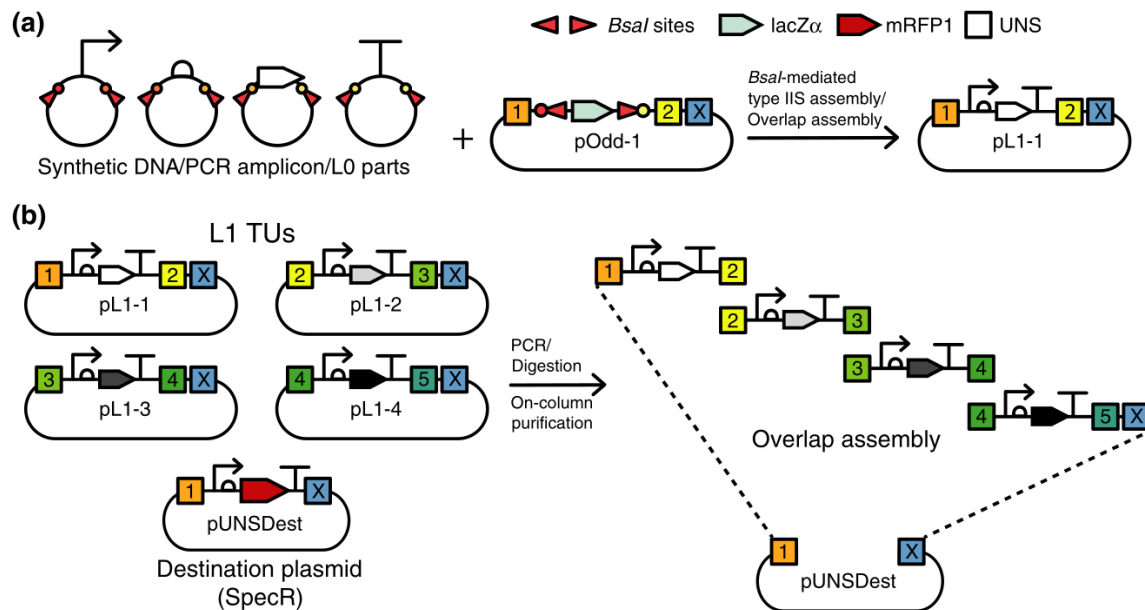 (a)
BsaI sites lacZα mRFP1 UNS
1 2 X
pOdd-1
Synthetic DNA/PCR amplicon/L0 parts
+
BsaI-mediated
type IIS assembly/
Overlap assembly
1 2 X
pL1-1
(b)
L1 TUs
1 2 X
pL1-1
2 3 X
pL1-2
3 4 X
pL1-3
4 5 X
pL1-4
1 X
pUNSDest
Destination plasmid
(SpecR)
PCR/
Digestion
On-column
purification
1 2
2 3
3 4
4 5 X
Overlap assembly
1 X
pUNSDest